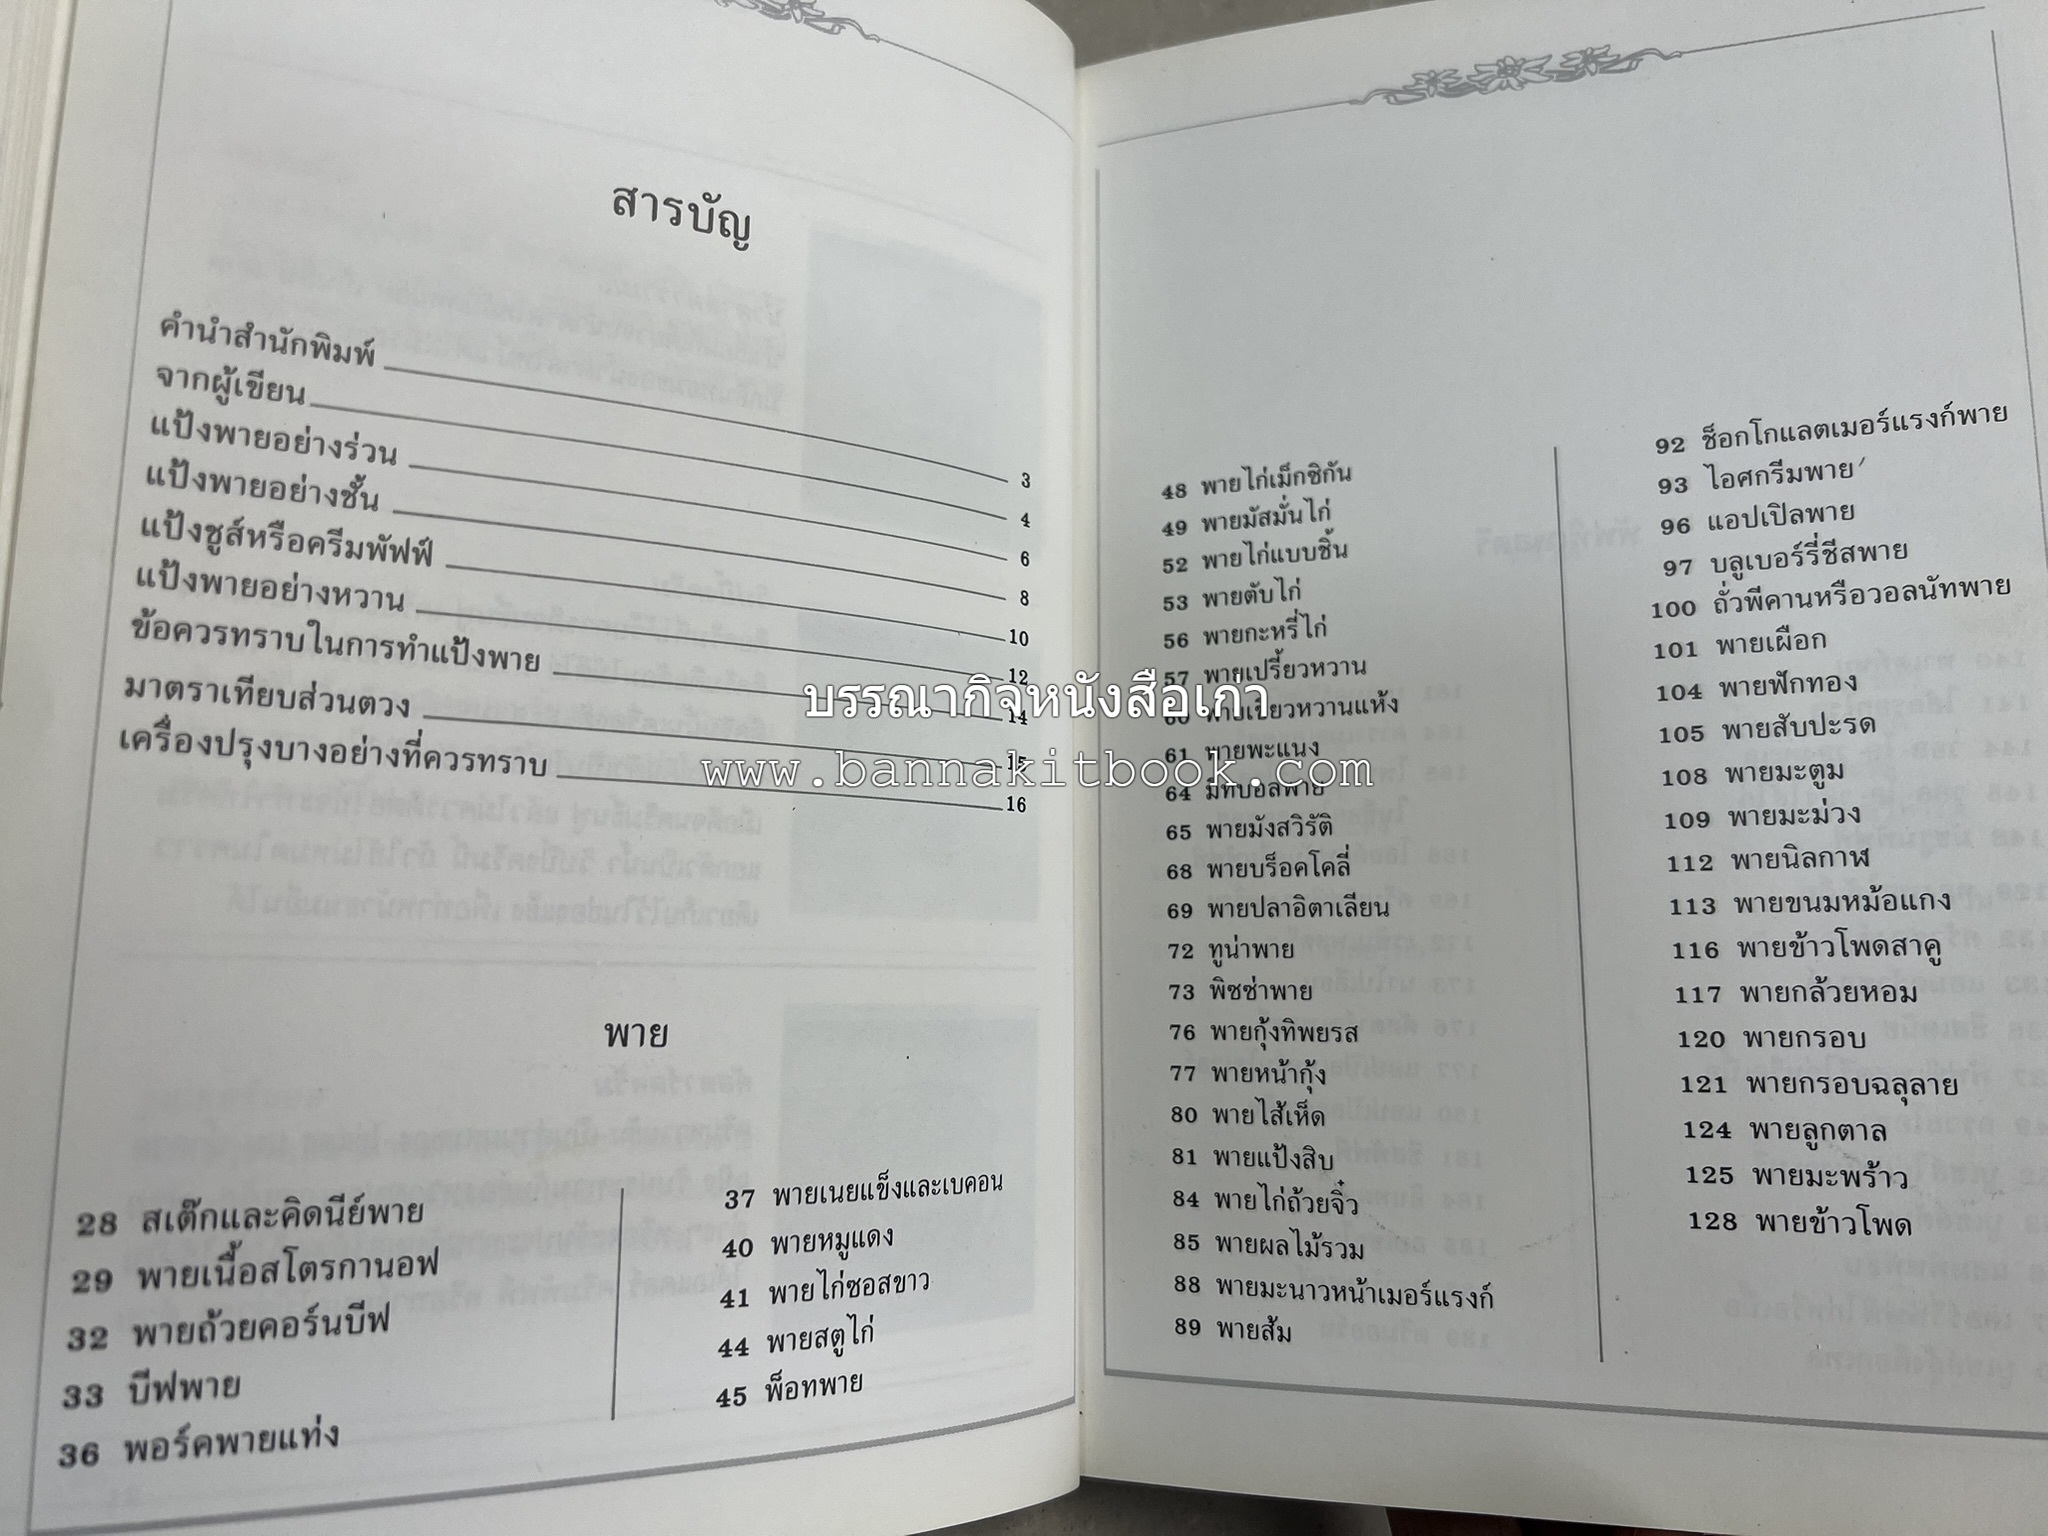 สารบัญ
คำนำสำนักพิมพ์ 3
จากผู้เขียน 4
แป้งพายอย่างร่วน 6
แป้งพายอย่างชั้น 8
แป้งชูส์หรือครีมพัฟฟ์ 10
แป้งพายอย่างหวาน 12
ข้อควรทราบในการทำแป้งพาย 14
มาตราเทียบส่วนตวง 15
เครื่องปรุงบางอย่างที่ควรทราบ 16
พาย
28 สเต๊กและคิดนีย์พาย
29 พายเนื้อสโตรกานอฟ
32 พายถ้วยคอร์นบีฟ
33 บีฟพาย
36 พอร์คพายแท่ง
37 พายเนยแข็งและเบคอน
40 พายหมูแดง
41 พายไก่ซอสขาว
44 พายสตูไก่
45 พ็อทพาย
48 พายไก่เม็กซิกัน
49 พายมัสมั่นไก่
52 พายไก่แบบชิ้น
53 พายตับไก่
56 พายกะหรี่ไก่
57 พายเปรี้ยวหวาน
60 พายเขียวหวานแห้ง
61 พายพะแนง
64 มีทบอลพาย
65 พายมังสวิรัติ
68 พายบร็อคโคลี่
69 พายปลาอิตาเลียน
72 ทูน่าพาย
73 พิซซ่าพาย
76 พายกุ้งทิพยรส
77 พายหน้ากุ้ง
80 พายไส้เห็ด
81 พายแป้งสิบ
84 พายไก่ถ้วยจิ๋ว
85 พายผลไม้รวม
88 พายมะนาวหน้าเมอร์แรงก์
89 พายส้ม
92 ช็อกโกแลตเมอร์แรงก์พาย
93 ไอศกรีมพาย
96 แอปเปิลพาย
97 บลูเบอร์รี่ชีสพาย
100 ถั่วพีคานหรือวอลนัทพาย
101 พายเผือก
104 พายฟักทอง
105 พายสับปะรด
108 พายมะตูม
109 พายมะม่วง
112 พายนิลกาฬ
113 พายขนมหม้อแกง
116 พายข้าวโพดสาคู
117 พายกล้วยหอม
120 พายกรอบ
121 พายกรอบฉลุลาย
124 พายลูกตาล
125 พายมะพร้าว
128 พายข้าวโพด
บรรณากิจหนังสือเก่า
www.bannakitbook.com